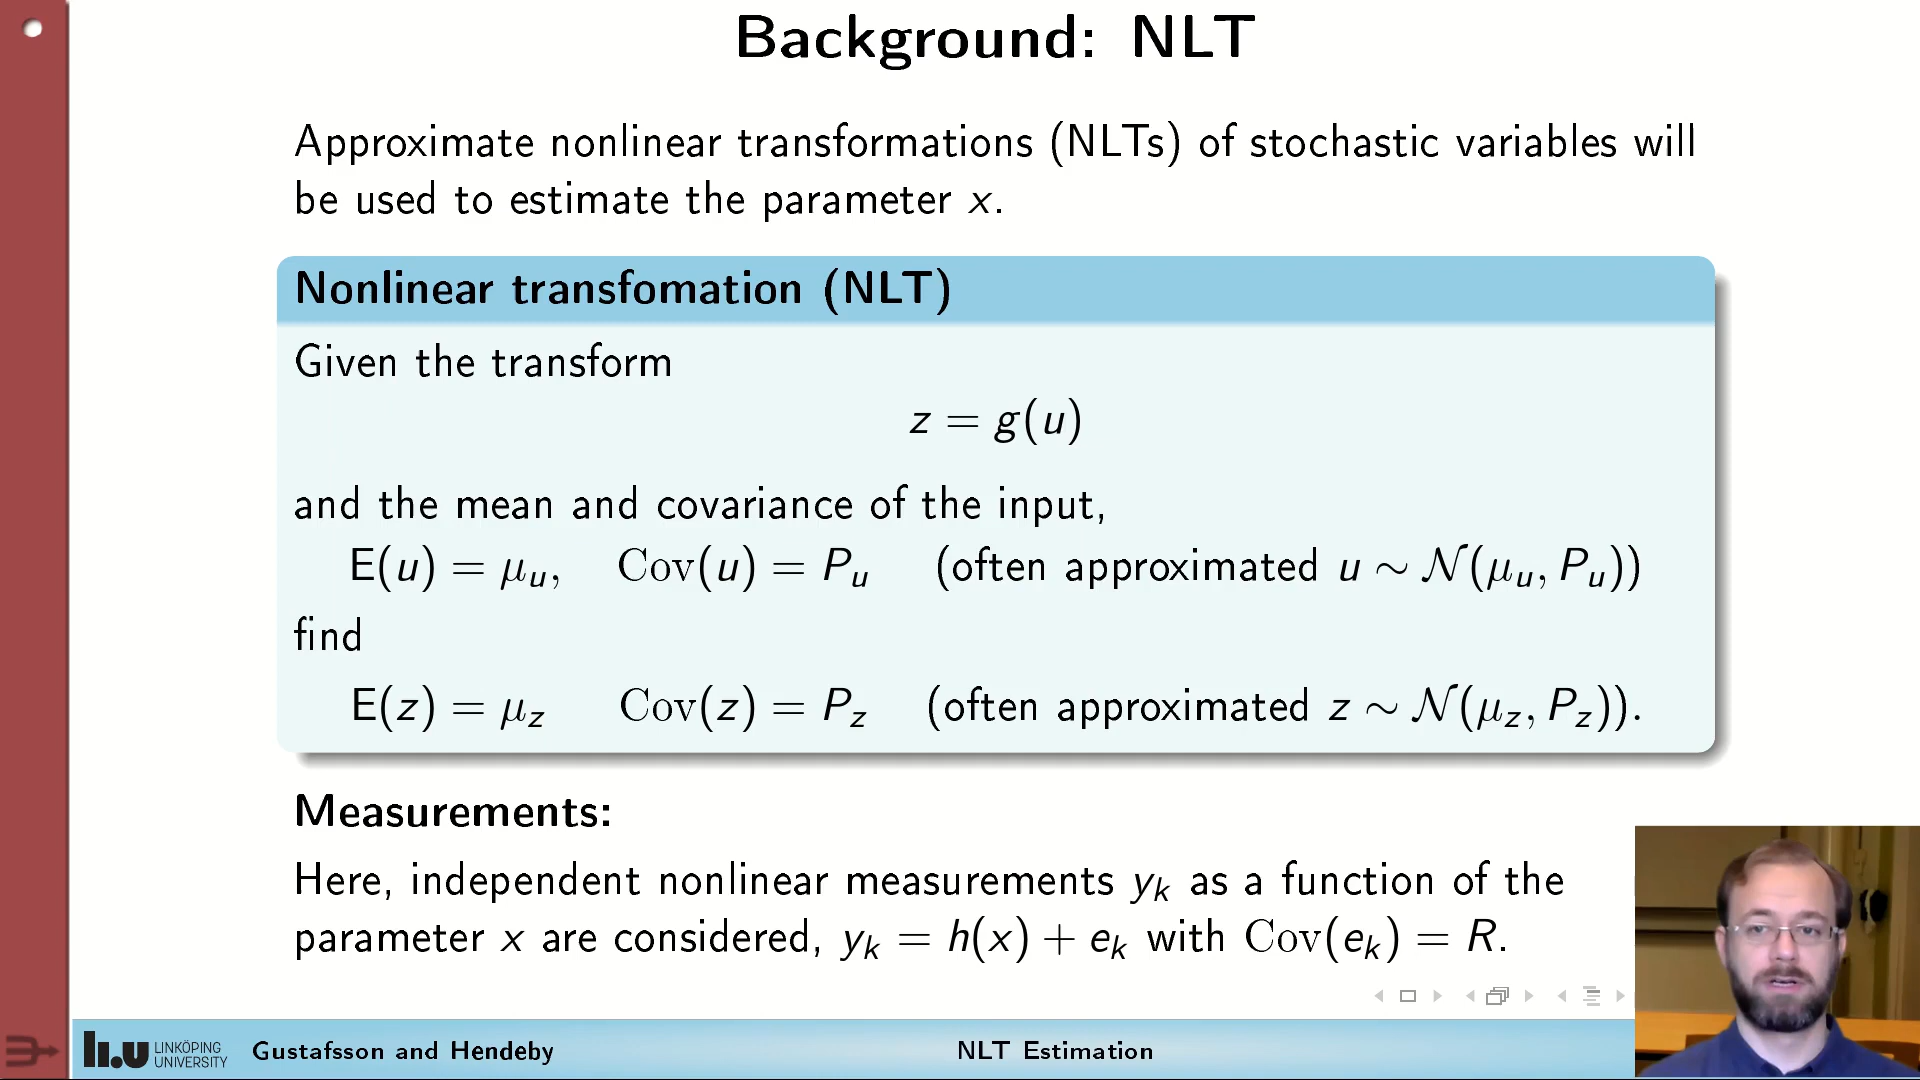 Background: NLT
Approximate nonlinear transformations (NLTs) of stochastic variables will
be used to estimate the parameter x.
Nonlinear transfomation (NLT)
Given the transform
z = g(u)
and the mean and covariance of the input,
E(u) = μ_u, Cov(u) = P_u (often approximated u ∼ 𝒩(μ_u, P_u))
find
E(z) = μ_z Cov(z) = P_z (often approximated z ∼ 𝒩(μ_z, P_z)).
Measurements:
Here, independent nonlinear measurements y_k as a function of the
parameter x are considered, y_k = h(x) + e_k with Cov(e_k) = R.
li.u LINKÖPING
UNIVERSITY
Gustafsson and Hendeby
NLT Estimation